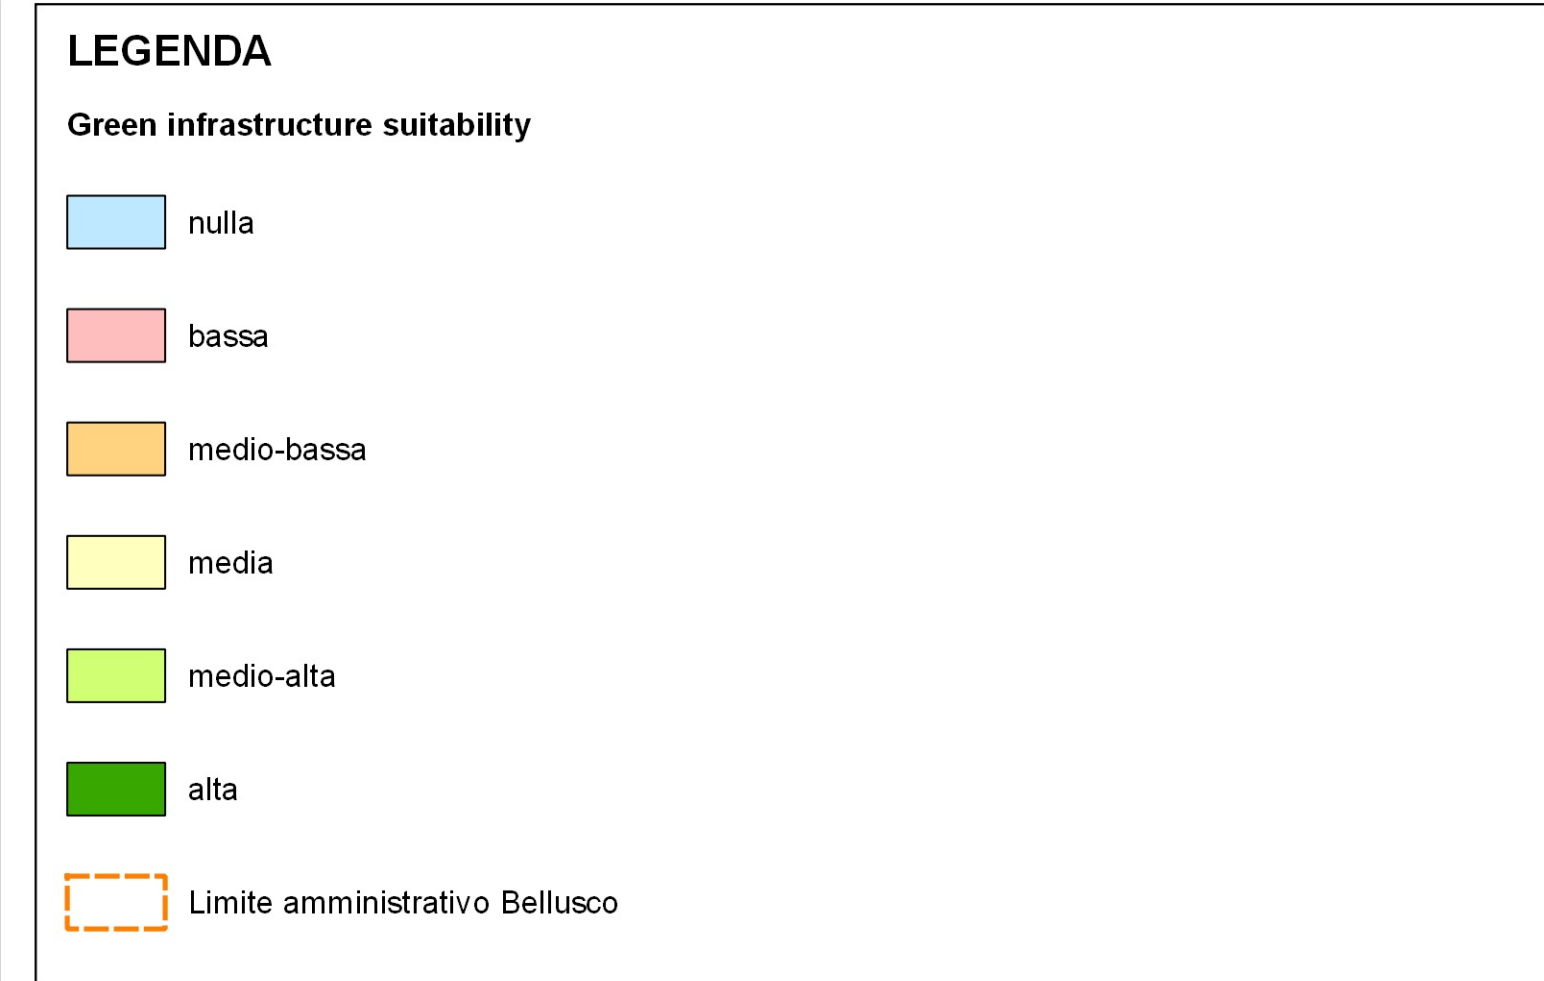 LEGENDA
Green infrastructure suitability
nulla
bassa
medio-bassa
media
medio-alta
alta
Limite amministrativo Bellusco